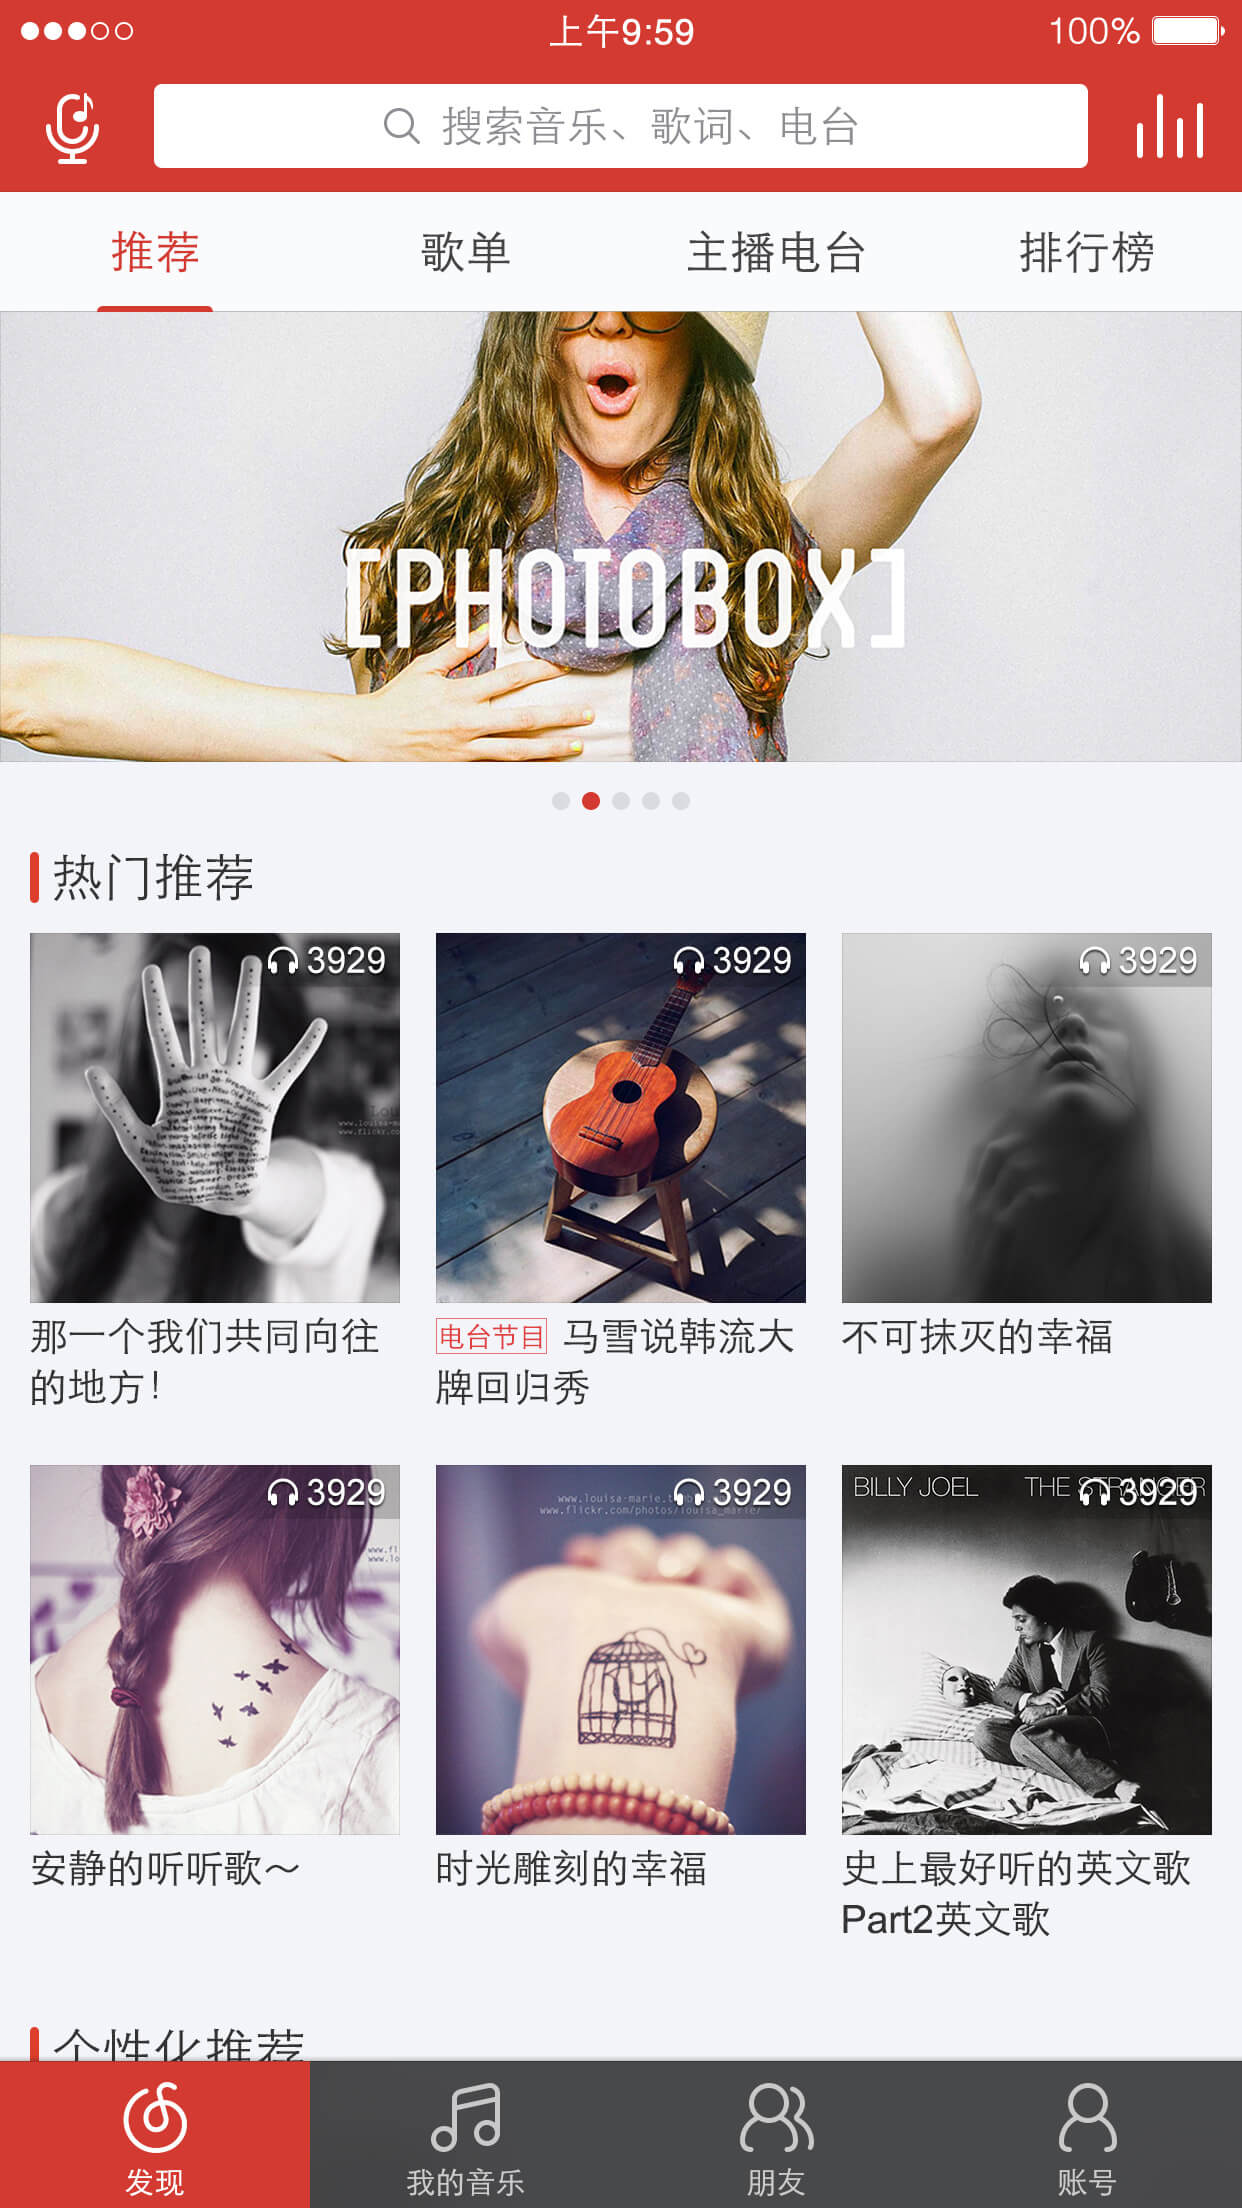 上午9:59
100%
搜索音乐、歌词、电台
推荐
歌单
主播电台
排行榜
[PHOTOBOX]
热门推荐
3929
3929
3929
那一个我们共同向往
的地方！
电台节目 马雪说韩流大
牌回归秀
不可抹灭的幸福
3929
www.louisa-marie.t
www.flickr.com/photos/louisa_marie/
3929
BILLY JOEL
THE STRANGER
3929
安静的听听歌～
时光雕刻的幸福
史上最好听的英文歌
Part2英文歌
个性化推荐
发现
我的音乐
朋友
账号